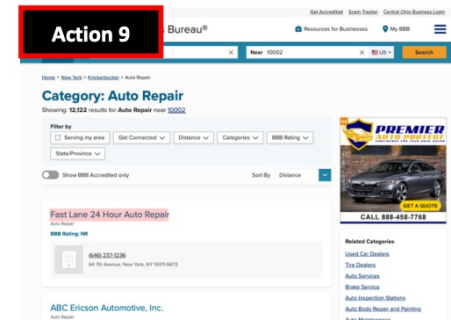 Get Accredited Scam Tracker Central Ohio Business Login
Action 9
s Bureau®
Resources for Businesses
My BBB
Near 10002
US
Search
Home > New York > Knickerbocker > Auto Repair
Category: Auto Repair
Showing: 12,122 results for Auto Repair near 10002
Filter by
Serving my area
Get Connected
Distance
Categories
BBB Rating
State/Province
Show BBB Accredited only
Sort By Distance
Fast Lane 24 Hour Auto Repair
Auto Repair
BBB Rating: NR
(646) 237-1236
64 7th Avenue, New York, NY 10011-6673
ABC Ericson Automotive, Inc.
Auto Repair
PREMIER
AUTO PROTECT
GET A QUOTE
CALL 888-458-7768
Related Categories
Used Car Dealers
Tire Dealers
Auto Services
Brake Service
Auto Inspection Stations
Auto Body Repair and Painting
Auto Maintenance